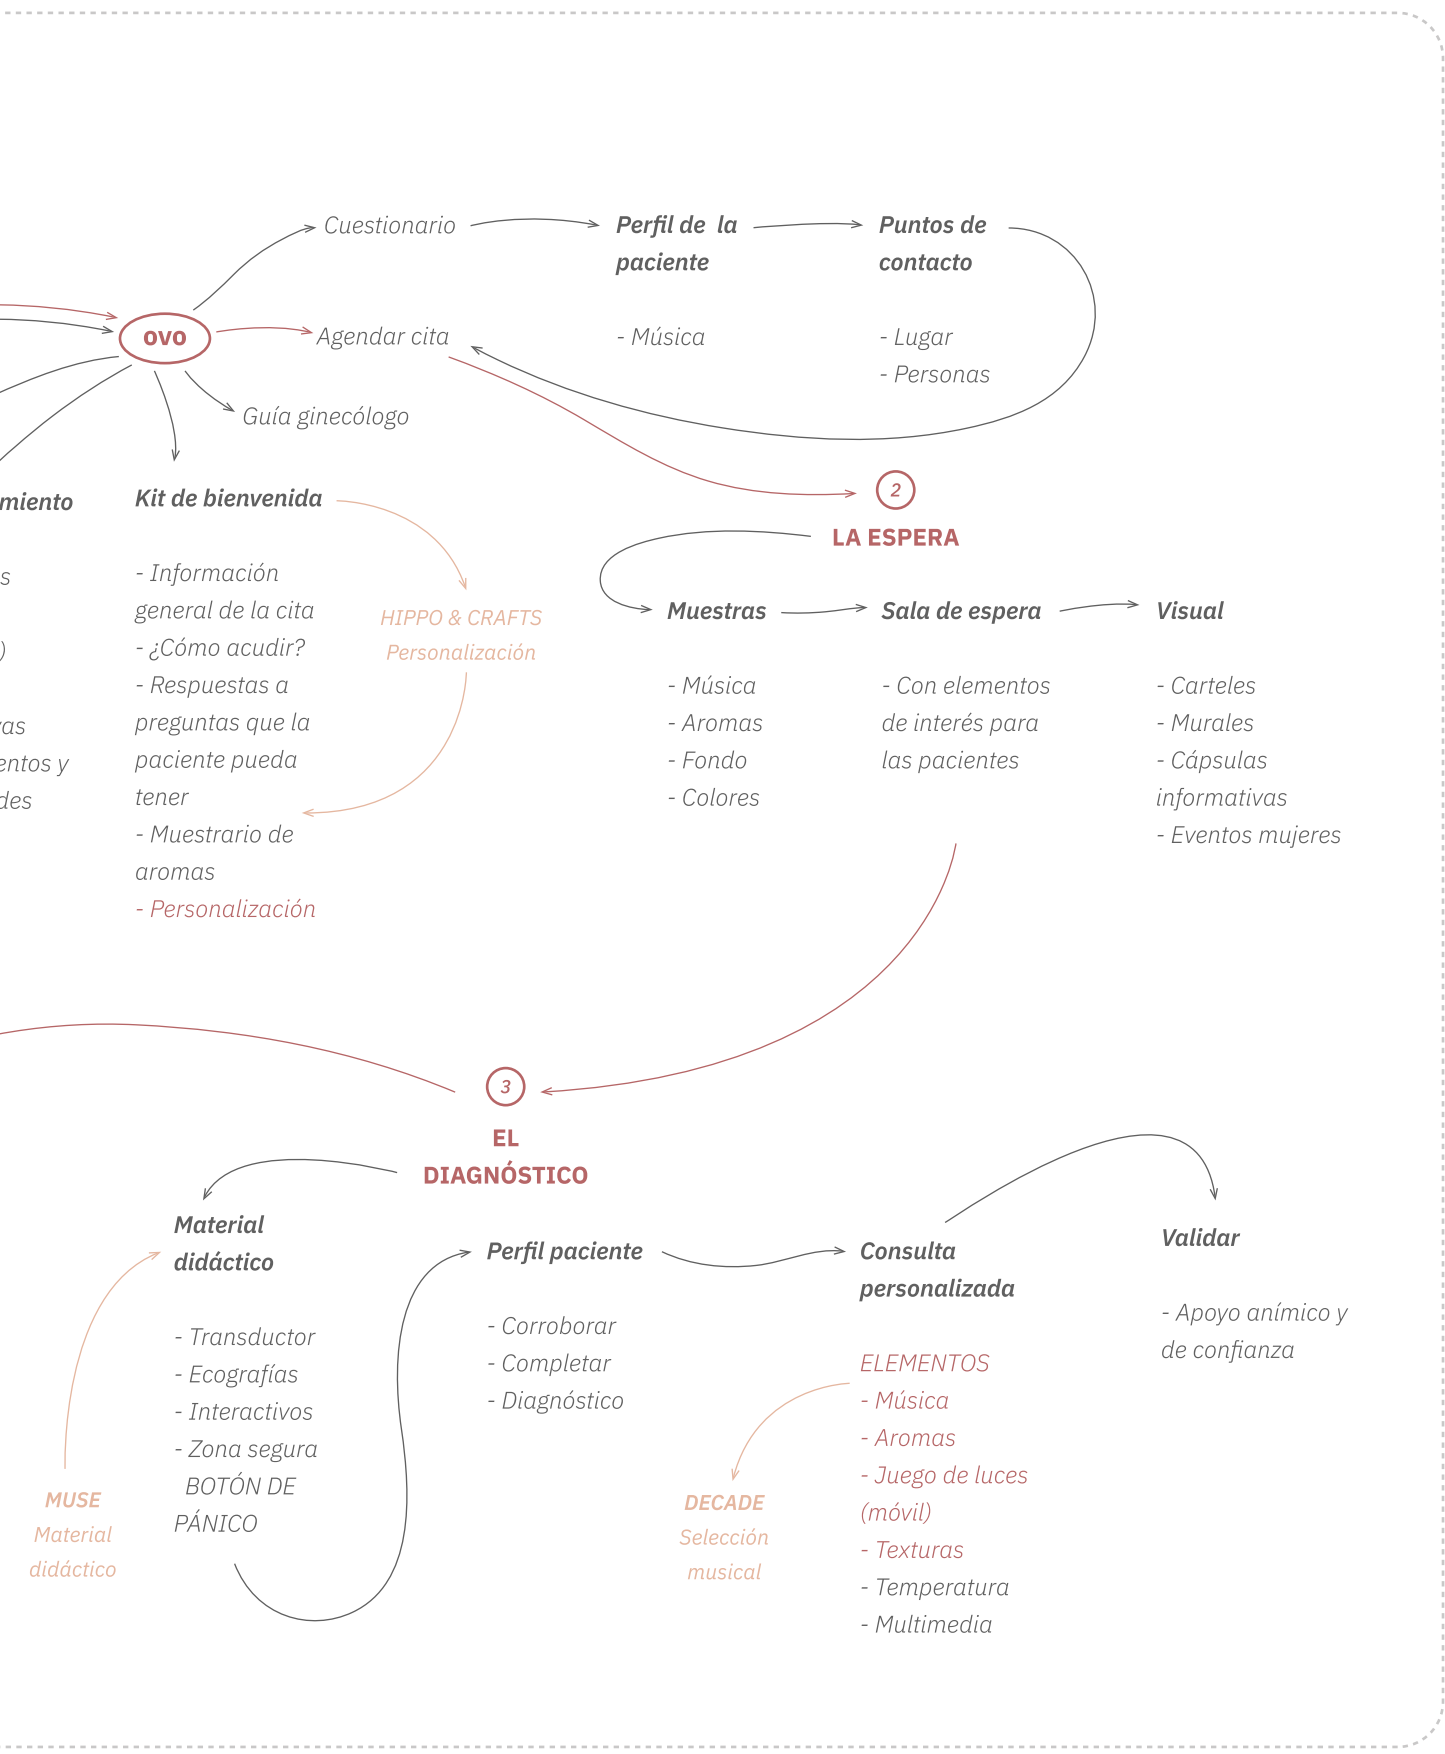 Cuestionario
Perfil de la
paciente
- Música
Puntos de
contacto
- Lugar
- Personas
OVO
Agendar cita
Guía ginecólogo
miento
s
)
vas
entos y
des
Kit de bienvenida
- Información
general de la cita
- ¿Cómo acudir?
- Respuestas a
preguntas que la
paciente pueda
tener
- Muestrario de
aromas
- Personalización
HIPPO & CRAFTS
Personalización
2
LA ESPERA
Muestras
- Música
- Aromas
- Fondo
- Colores
Sala de espera
- Con elementos
de interés para
las pacientes
Visual
- Carteles
- Murales
- Cápsulas
informativas
- Eventos mujeres
3
EL
DIAGNÓSTICO
Material
didáctico
- Transductor
- Ecografías
- Interactivos
- Zona segura
BOTÓN DE
PÁNICO
MUSE
Material
didáctico
Perfil paciente
- Corroborar
- Completar
- Diagnóstico
Consulta
personalizada
ELEMENTOS
- Música
- Aromas
- Juego de luces
(móvil)
- Texturas
- Temperatura
- Multimedia
DECADE
Selección
musical
Validar
- Apoyo anímico y
de confianza